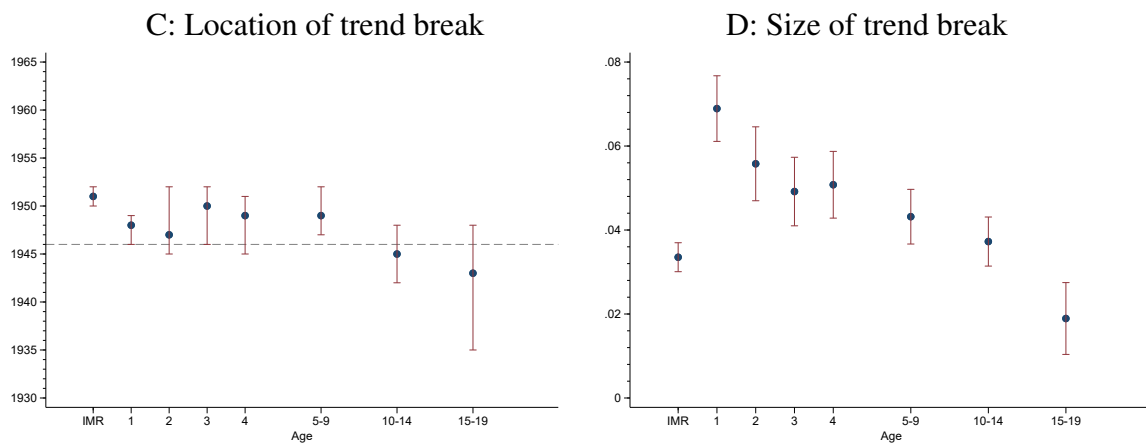 C: Location of trend break
1965
1960
1955
1950
1945
1940
1935
1930
IMR 1 2 3 4 5-9 10-14 15-19
Age
D: Size of trend break
.08
.06
.04
.02
0
IMR 1 2 3 4 5-9 10-14 15-19
Age